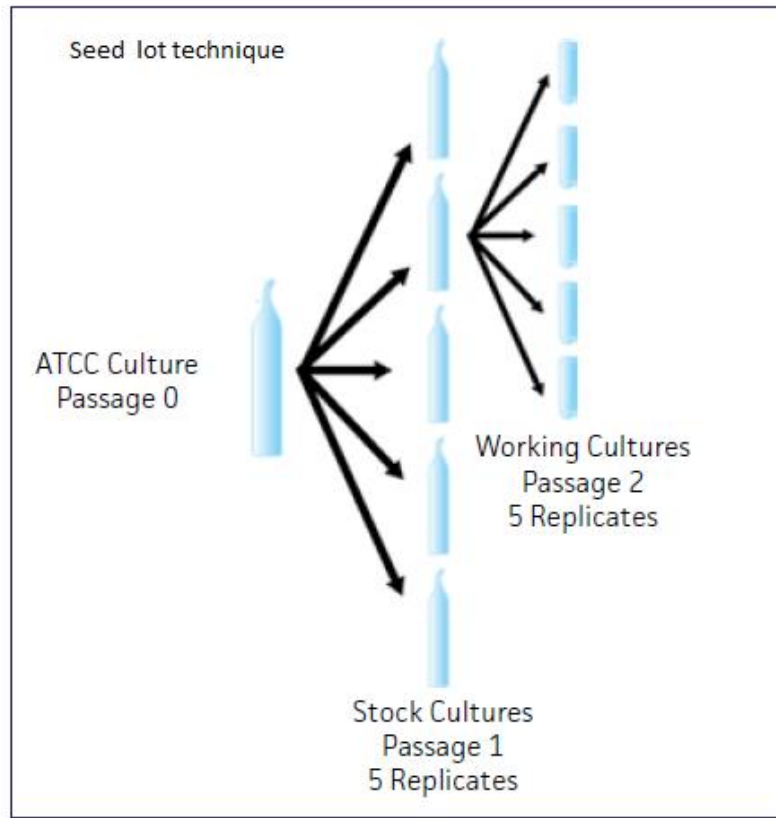 Seed lot technique
ATCC Culture
Passage 0
Working Cultures
Passage 2
5 Replicates
Stock Cultures
Passage 1
5 Replicates